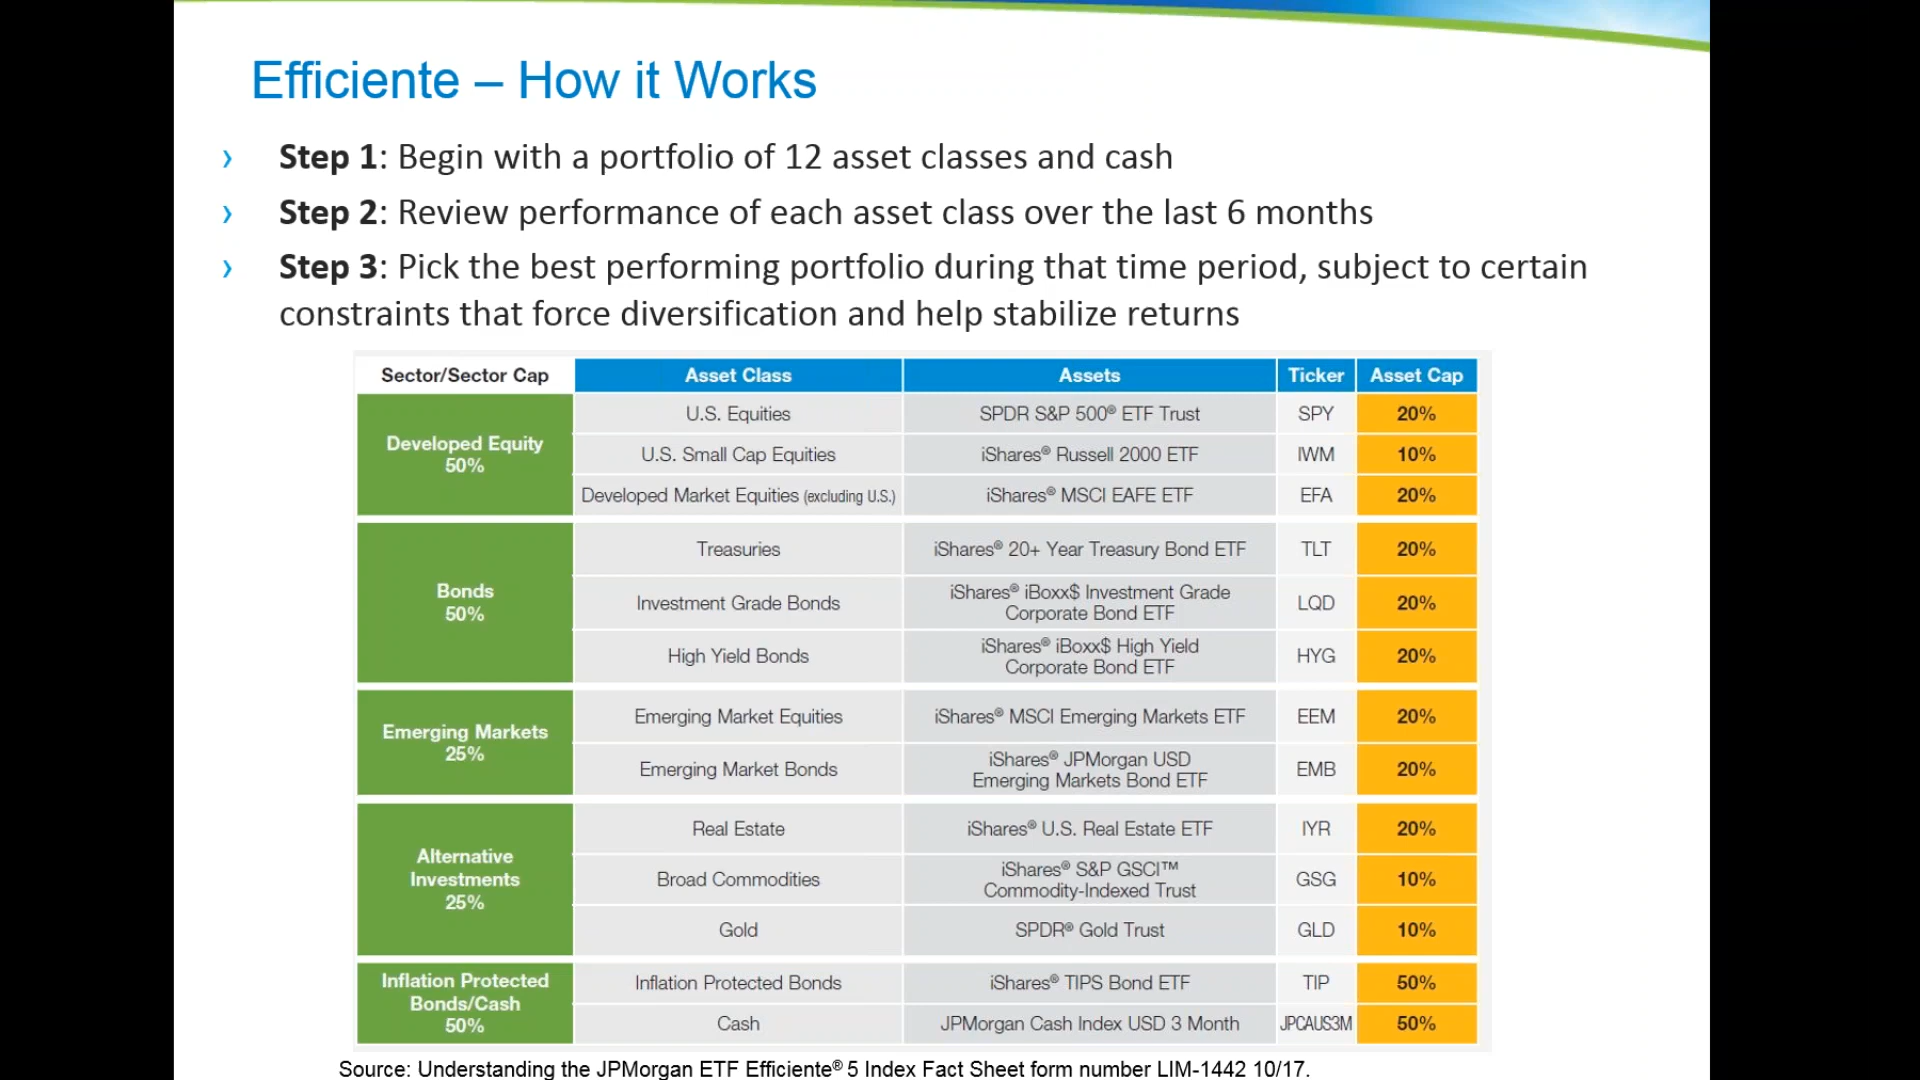 Efficiente – How it Works
› Step 1: Begin with a portfolio of 12 asset classes and cash
› Step 2: Review performance of each asset class over the last 6 months
› Step 3: Pick the best performing portfolio during that time period, subject to certain
constraints that force diversification and help stabilize returns
Sector/Sector Cap Asset Class Assets Ticker Asset Cap
Developed Equity
50%
U.S. Equities SPDR S&P 500® ETF Trust SPY 20%
U.S. Small Cap Equities iShares® Russell 2000 ETF IWM 10%
Developed Market Equities (excluding U.S.) iShares® MSCI EAFE ETF EFA 20%
Bonds
50%
Treasuries iShares® 20+ Year Treasury Bond ETF TLT 20%
Investment Grade Bonds iShares® iBoxx$ Investment Grade
Corporate Bond ETF LQD 20%
High Yield Bonds iShares® iBoxx$ High Yield
Corporate Bond ETF HYG 20%
Emerging Markets
25%
Emerging Market Equities iShares® MSCI Emerging Markets ETF EEM 20%
Emerging Market Bonds iShares® JPMorgan USD
Emerging Markets Bond ETF EMB 20%
Alternative
Investments
25%
Real Estate iShares® U.S. Real Estate ETF IYR 20%
Broad Commodities iShares® S&P GSCI™
Commodity-Indexed Trust GSG 10%
Gold SPDR® Gold Trust GLD 10%
Inflation Protected
Bonds/Cash
50%
Inflation Protected Bonds iShares® TIPS Bond ETF TIP 50%
Cash JPMorgan Cash Index USD 3 Month JPCAUS3M 50%
Source: Understanding the JPMorgan ETF Efficiente® 5 Index Fact Sheet form number LIM-1442 10/17.